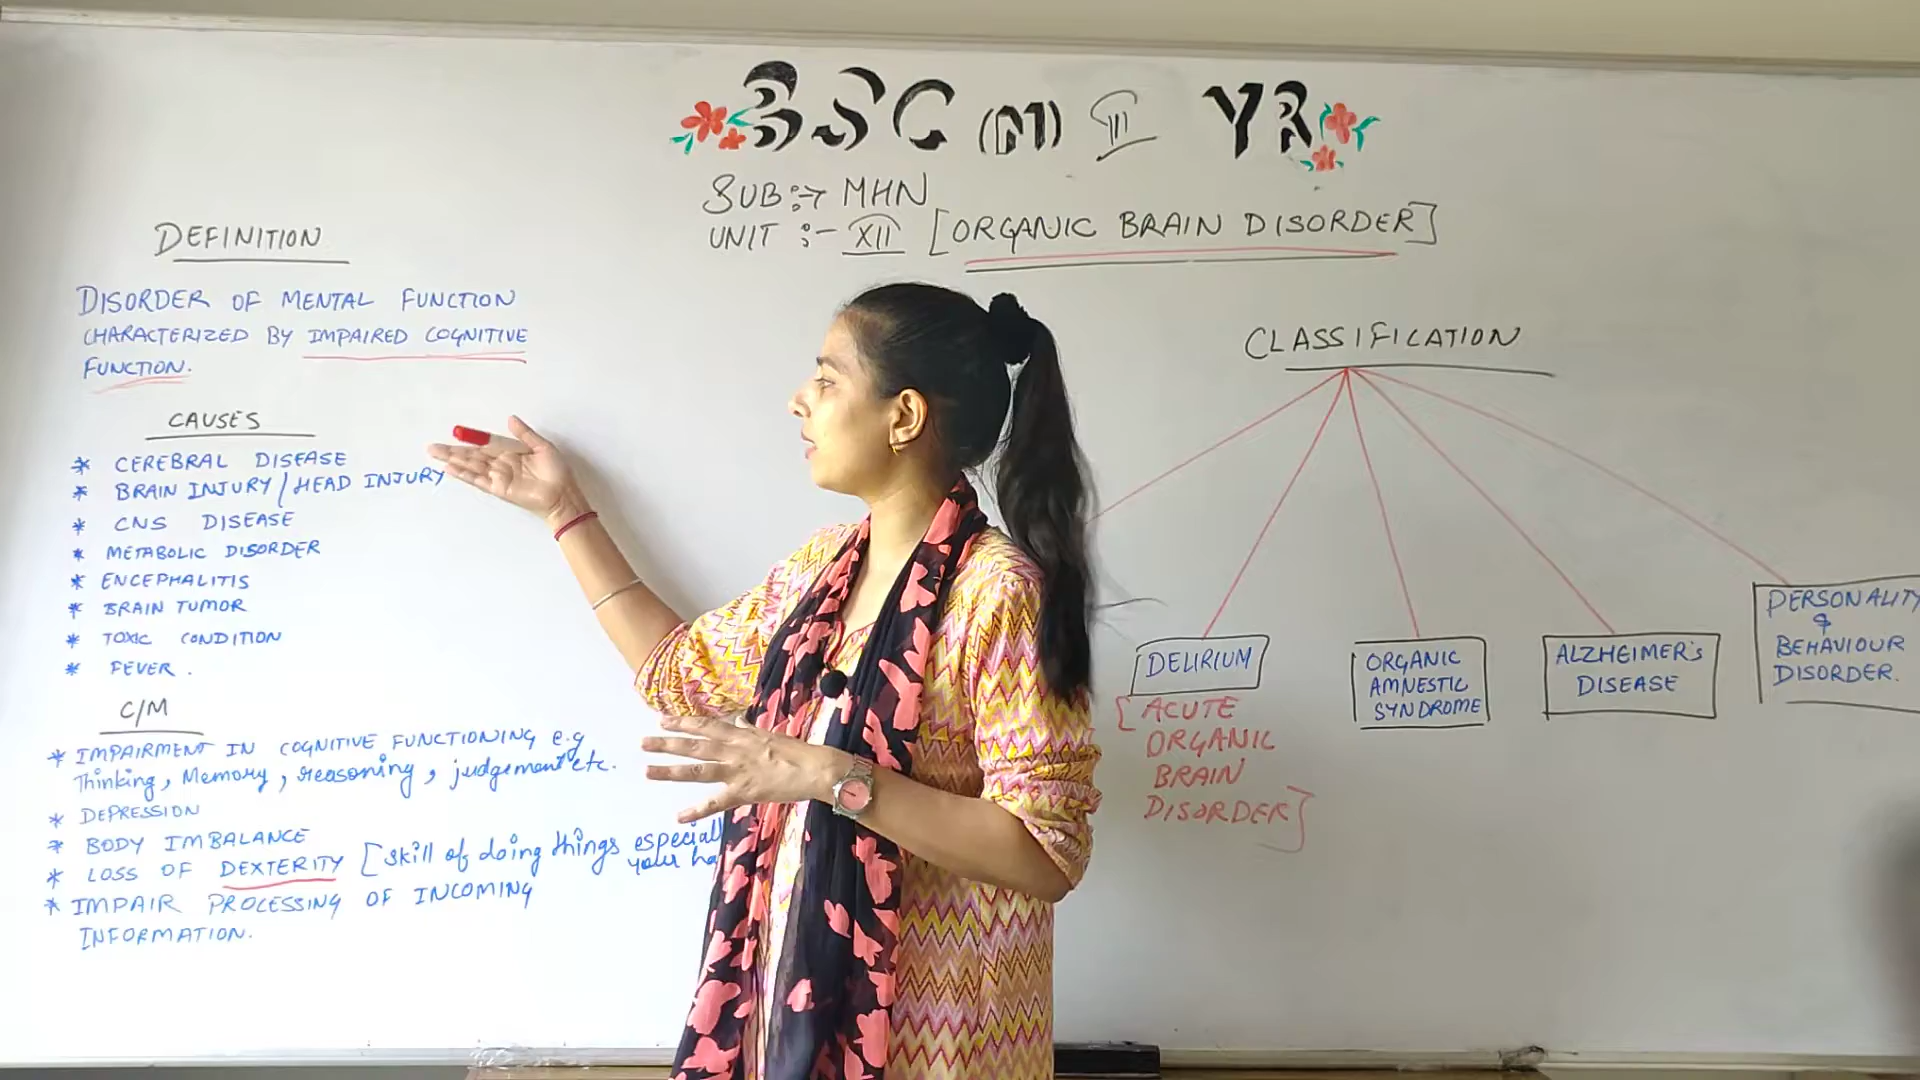 BSC (N) III YR
SUB :→ MHN
UNIT :- XII [ORGANIC BRAIN DISORDER]
DEFINITION
DISORDER OF MENTAL FUNCTION
CHARACTERIZED BY IMPAIRED COGNITIVE
FUNCTION.
CAUSES
* CEREBRAL DISEASE
* BRAIN INJURY/HEAD INJURY
* CNS DISEASE
* METABOLIC DISORDER
* ENCEPHALITIS
* BRAIN TUMOR
* TOXIC CONDITION
* FEVER.
C/M
* IMPAIRMENT IN COGNITIVE FUNCTIONING e.g
Thinking, Memory, reasoning, judgement etc.
* DEPRESSION
* BODY IMBALANCE
* LOSS OF DEXTERITY [skill of doing things
your
* IMPAIR PROCESSING OF INCOMING
INFORMATION.
CLASSIFICATION
DELIRIUM
[ACUTE
ORGANIC
BRAIN
DISORDER]
ORGANIC
AMNESTIC
SYNDROME
ALZHEIMER's
DISEASE
PERSONALITY
&
BEHAVIOUR
DISORDER.